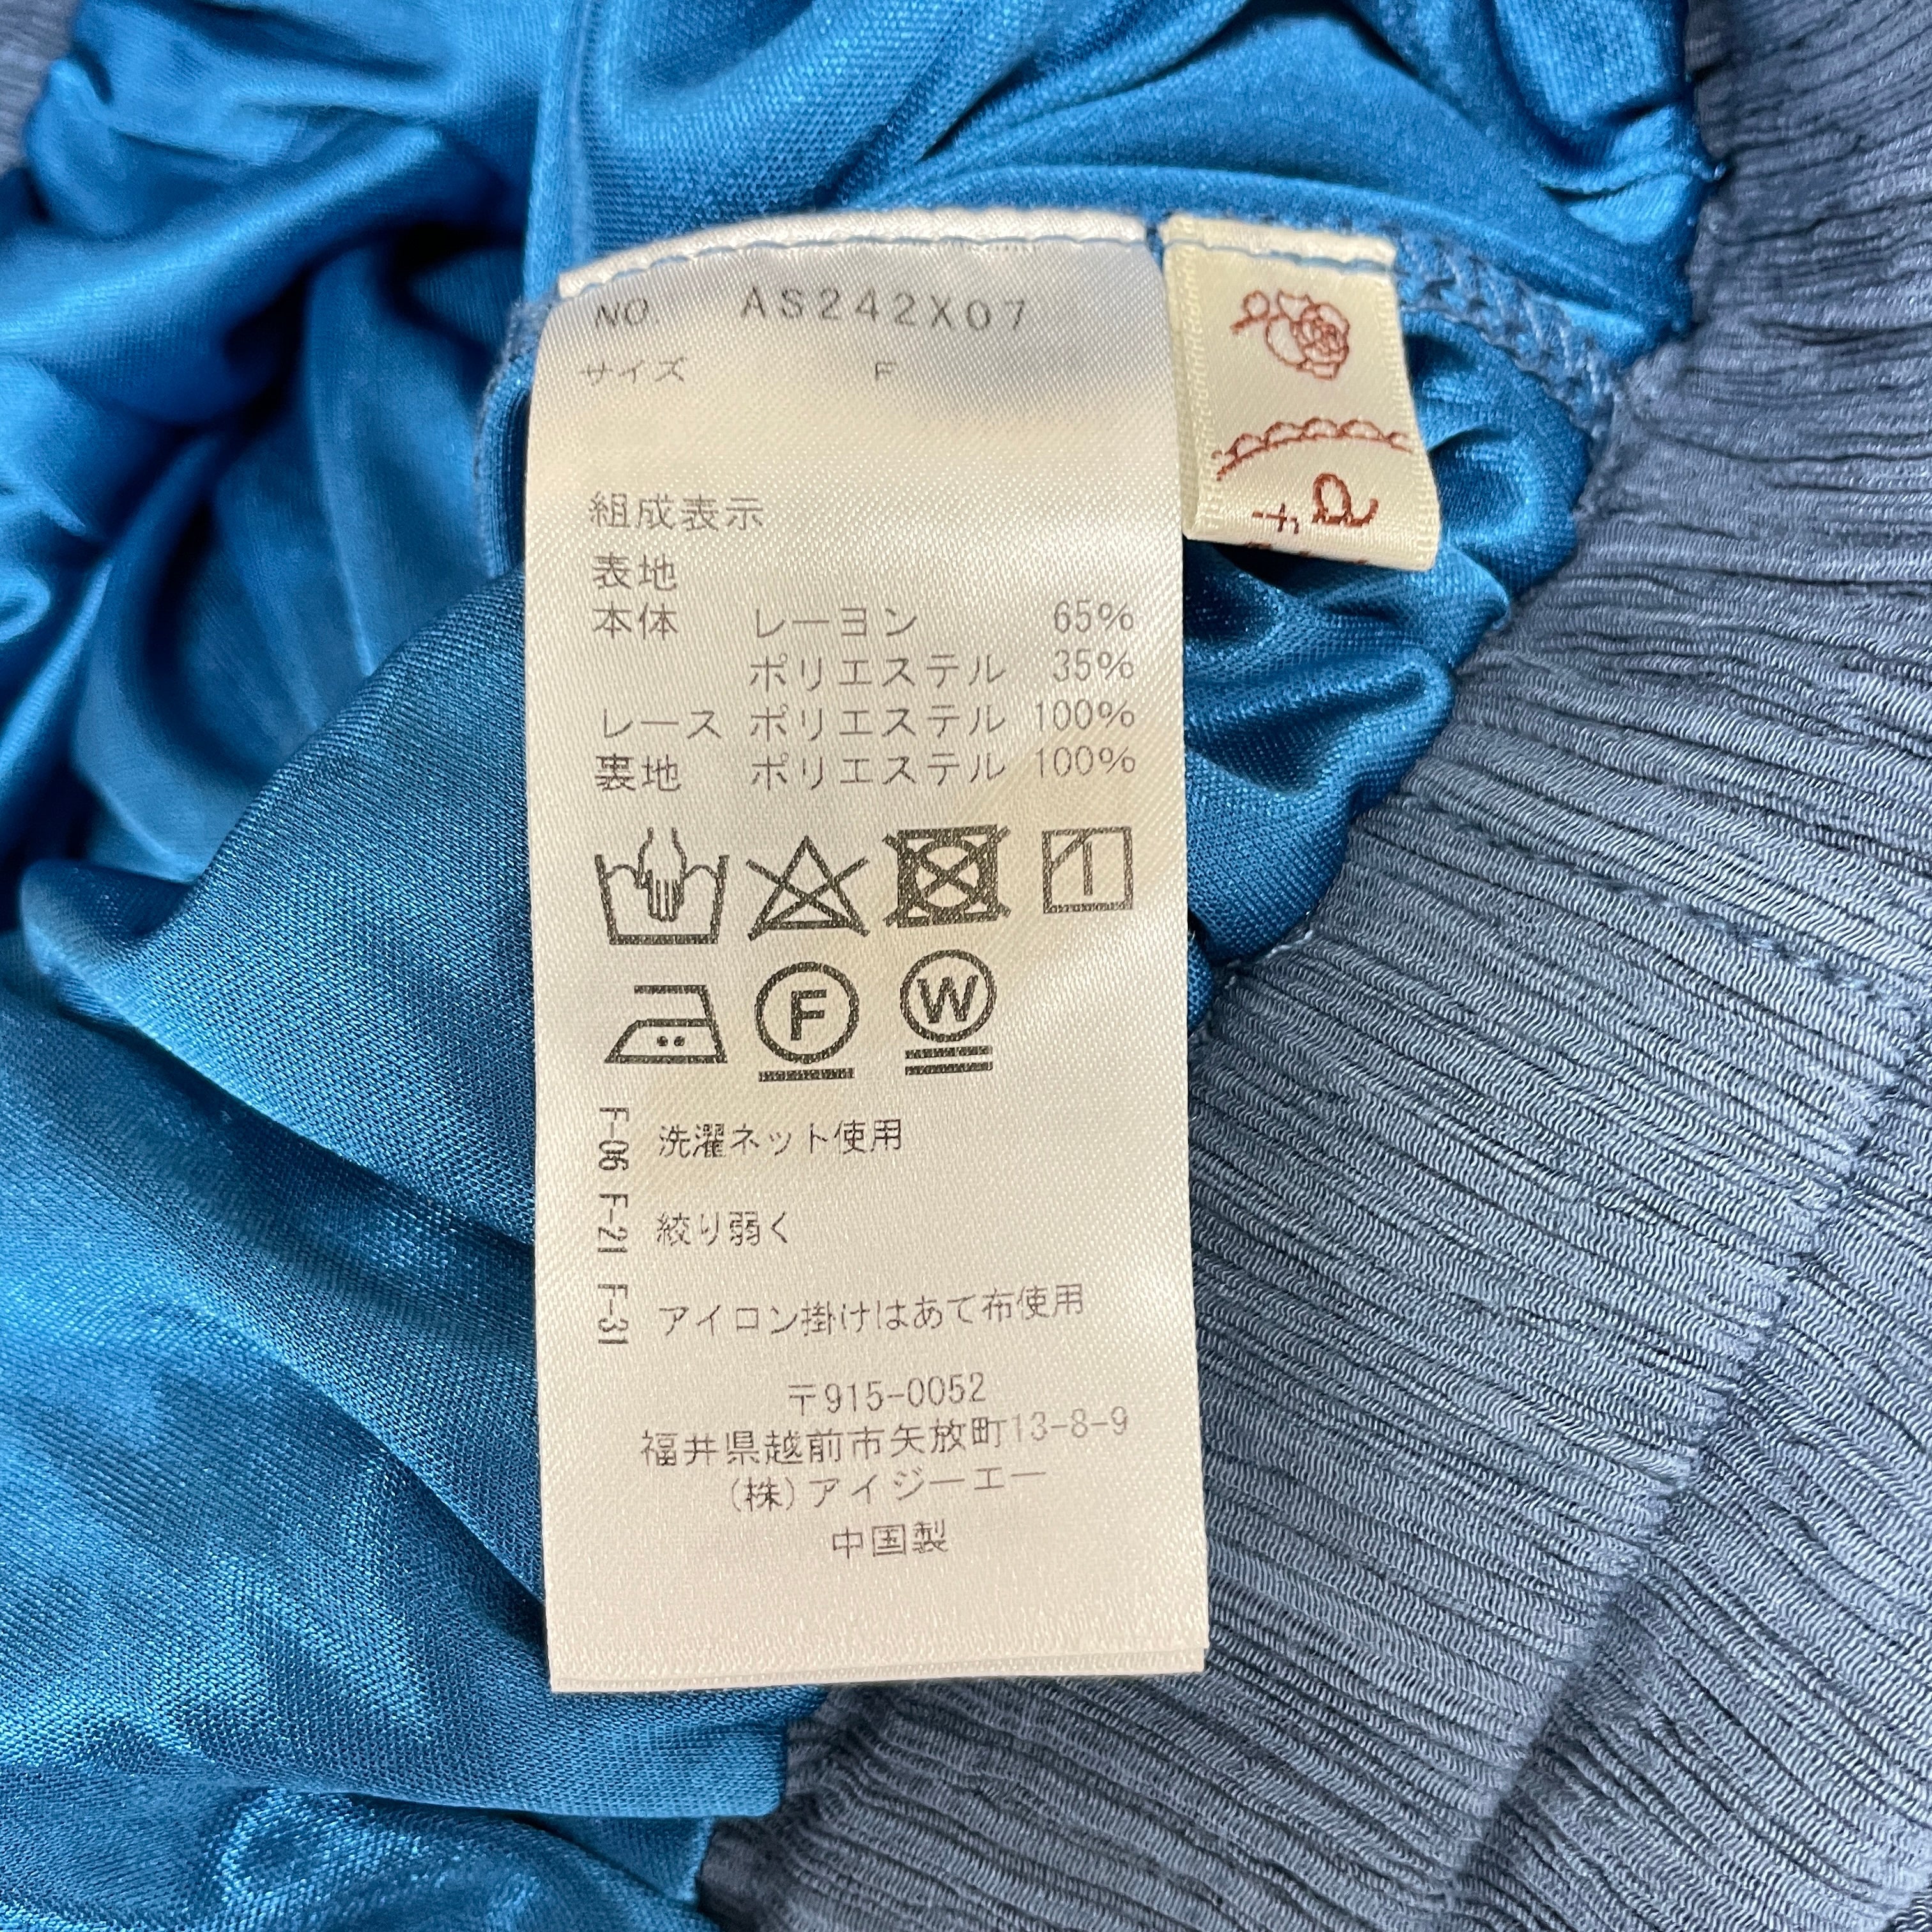 NO AS242X07
サイズ F
組成表示
表地
本体 レーヨン 65%
ポリエステル 35%
レース ポリエステル 100%
裏地 ポリエステル 100%
F
W
F-06 洗濯ネット使用
F-21 絞り弱く
F-31 アイロン掛けはあて布使用
〒915-0052
福井県越前市矢放町13-8-9
(株)アイジーエー
中国製